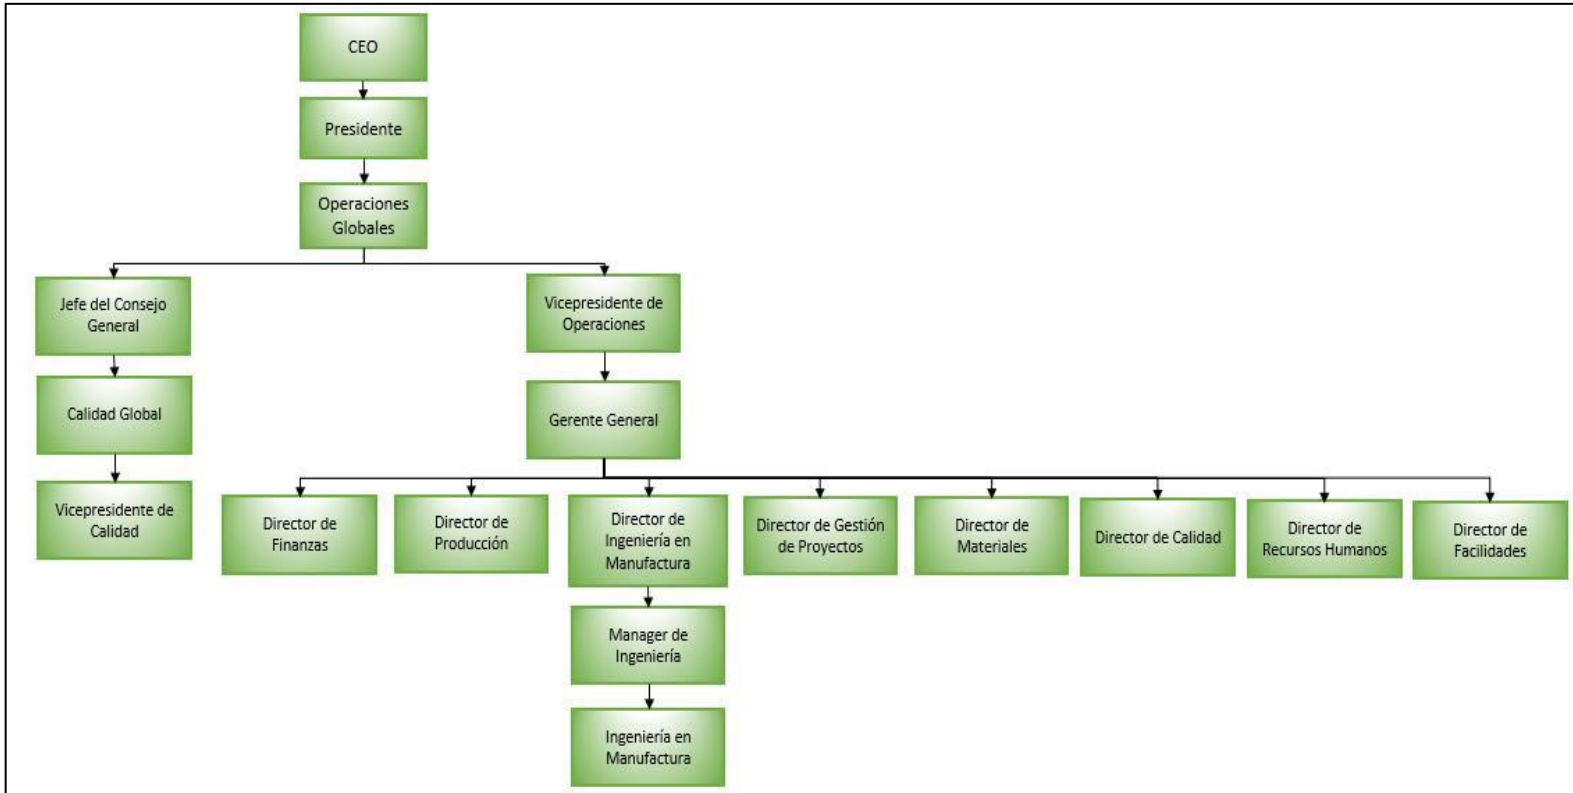 CEO
Presidente
Operaciones
Globales
Jefe del Consejo
General
Vicepresidente de
Operaciones
Calidad Global
Gerente General
Vicepresidente de
Calidad
Director de
Finanzas
Director de
Producción
Director de
Ingeniería en
Manufactura
Director de Gestión
de Proyectos
Director de
Materiales
Director de Calidad
Director de
Recursos Humanos
Director de
Facilidades
Manager de
Ingeniería
Ingeniería en
Manufactura